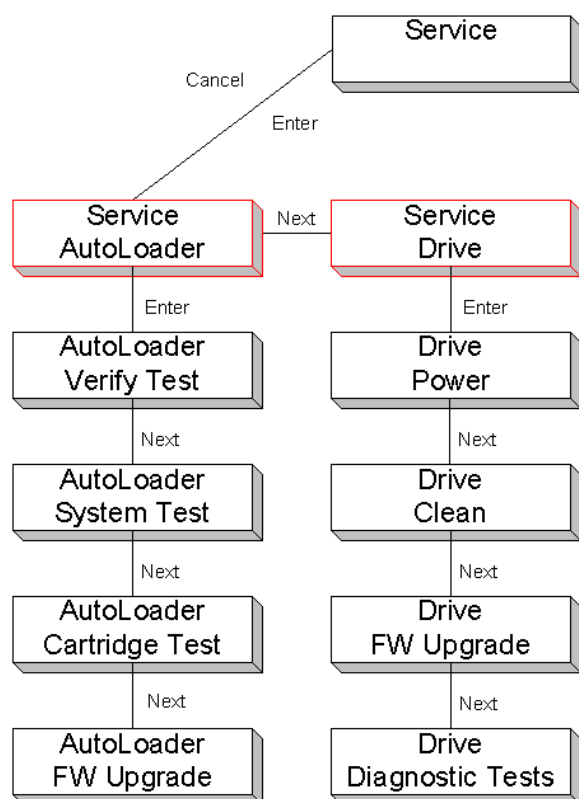 Service
Cancel
Enter
Service
AutoLoader
Next
Service
Drive
Enter
Enter
AutoLoader
Verify Test
Drive
Power
Next
Next
AutoLoader
System Test
Drive
Clean
Next
Next
AutoLoader
Cartridge Test
Drive
FW Upgrade
Next
Next
AutoLoader
FW Upgrade
Drive
Diagnostic Tests